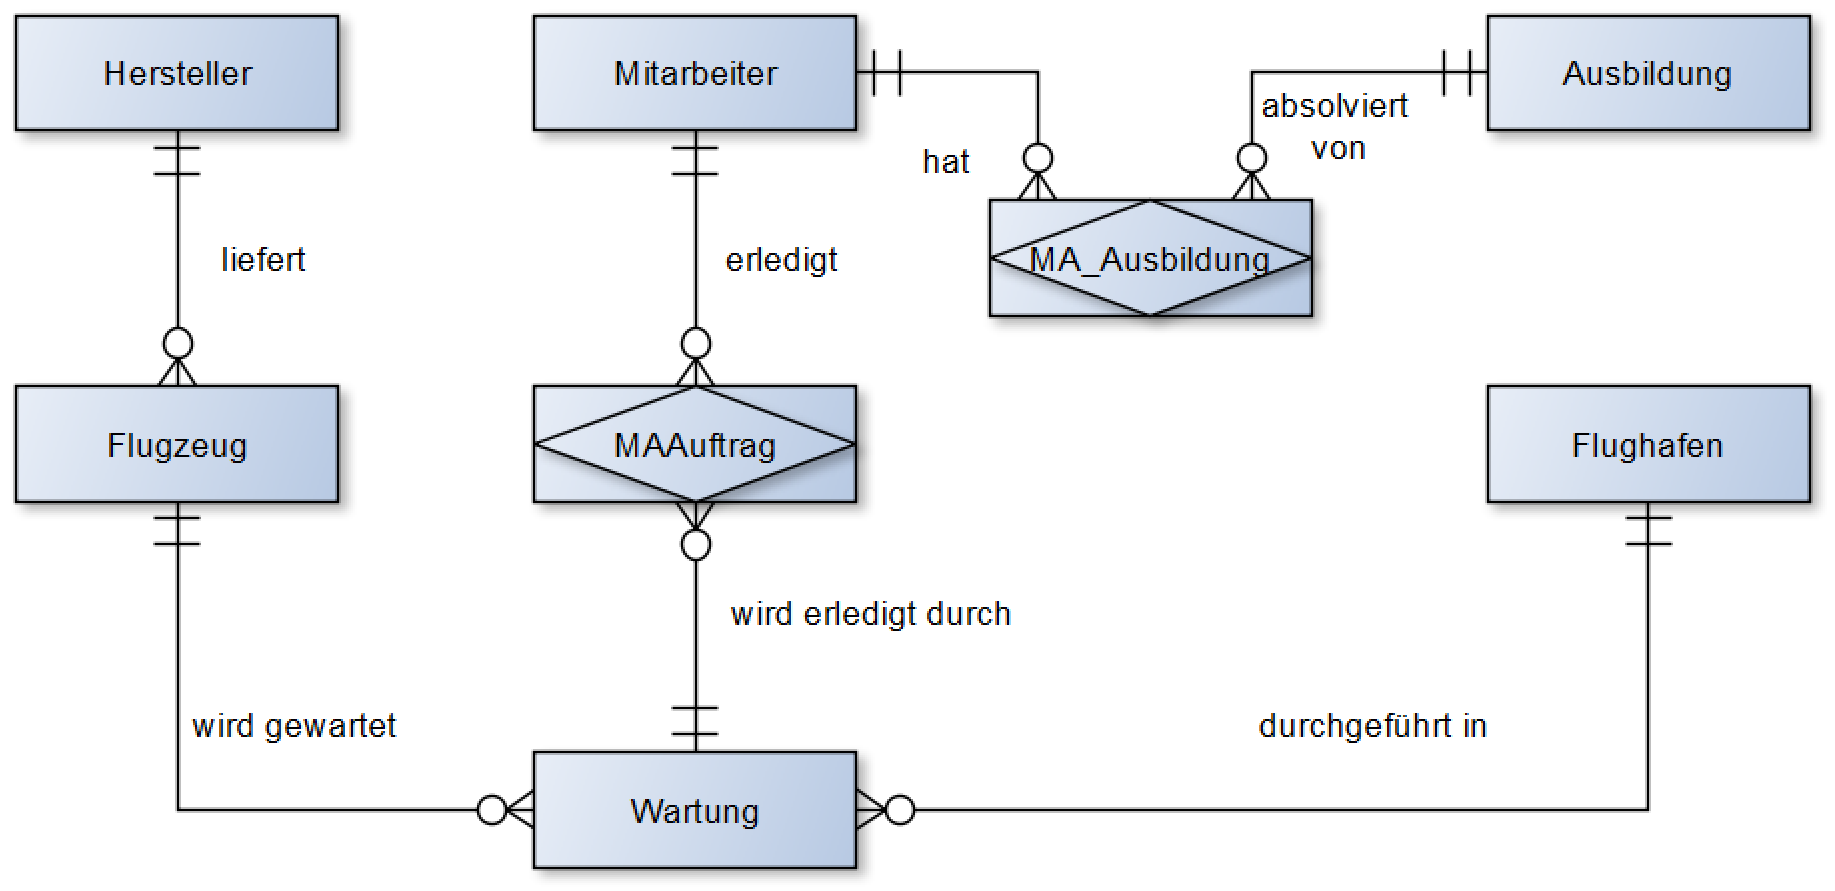 Hersteller
Mitarbeiter
Ausbildung
absolviert
von
hat
liefert
erledigt
MA_Ausbildung
Flugzeug
MAAuftrag
Flughafen
wird erledigt durch
wird gewartet
durchgeführt in
Wartung